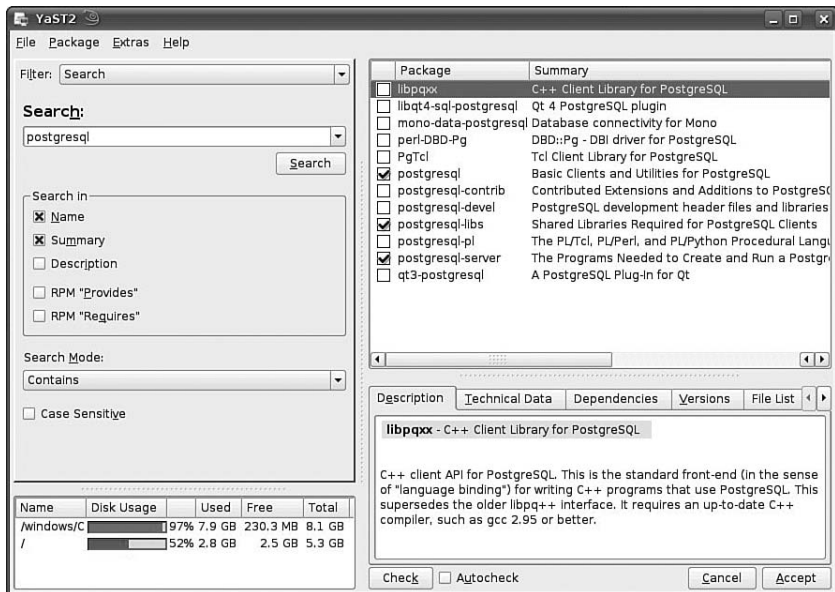 YaST2
File Package Extras Help
Filter: Search
Search:
postgresql
Search
Search in
Name
Summary
Description
RPM "Provides"
RPM "Requires"
Search Mode:
Contains
Case Sensitive
Name Disk Usage Used Free Total
/windows/C 97% 7.9 GB 230.3 MB 8.1 GB
/ 52% 2.8 GB 2.5 GB 5.3 GB
Package Summary
libpqxx C++ Client Library for PostgreSQL
libqt4-sql-postgresql Qt 4 PostgreSQL plugin
mono-data-postgresql Database connectivity for Mono
perl-DBD-Pg DBD::Pg - DBI driver for PostgreSQL
PgTcl Tcl Client Library for PostgreSQL
postgresql Basic Clients and Utilities for PostgreSQL
postgresql-contrib Contributed Extensions and Additions to PostgreSQ
postgresql-devel PostgreSQL development header files and libraries
postgresql-libs Shared Libraries Required for PostgreSQL Clients
postgresql-pl The PL/Tcl, PL/Perl, and PL/Python Procedural Langu
postgresql-server The Programs Needed to Create and Run a Postgr
qt3-postgresql A PostgreSQL Plug-In for Qt
Description Technical Data Dependencies Versions File List
libpqxx - C++ Client Library for PostgreSQL
C++ client API for PostgreSQL. This is the standard front-end (in the sense
of "language binding") for writing C++ programs that use PostgreSQL. This
supersedes the older libpq++ interface. It requires an up-to-date C++
compiler, such as gcc 2.95 or better.
Check Autocheck Cancel Accept